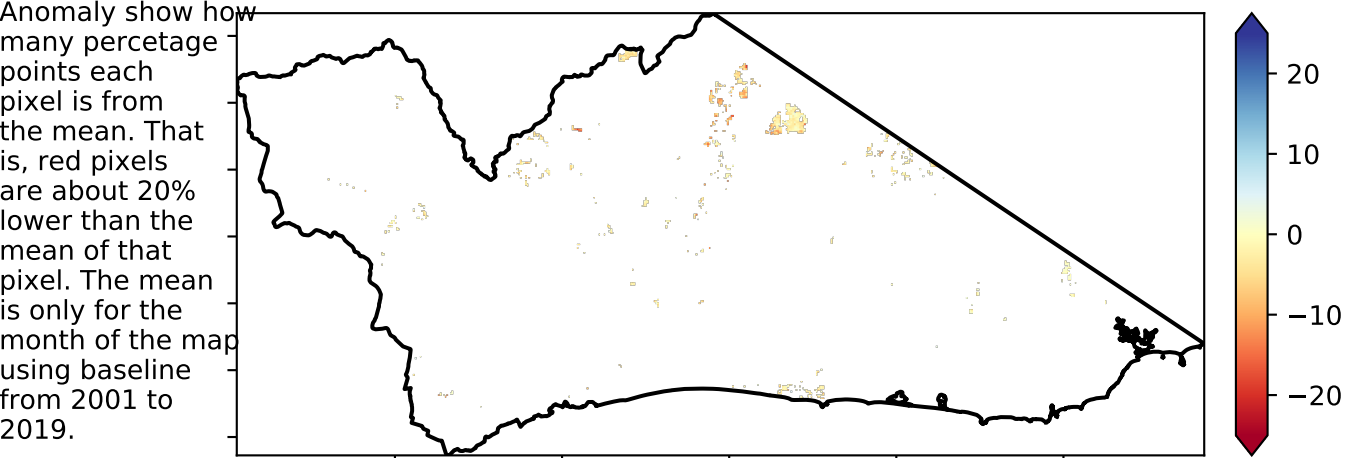 Anomaly show how
many percetage
points each
pixel is from
the mean. That
is, red pixels
are about 20%
lower than the
mean of that
pixel. The mean
is only for the
month of the map
using baseline
from 2001 to
2019.
20
10
0
−10
−20